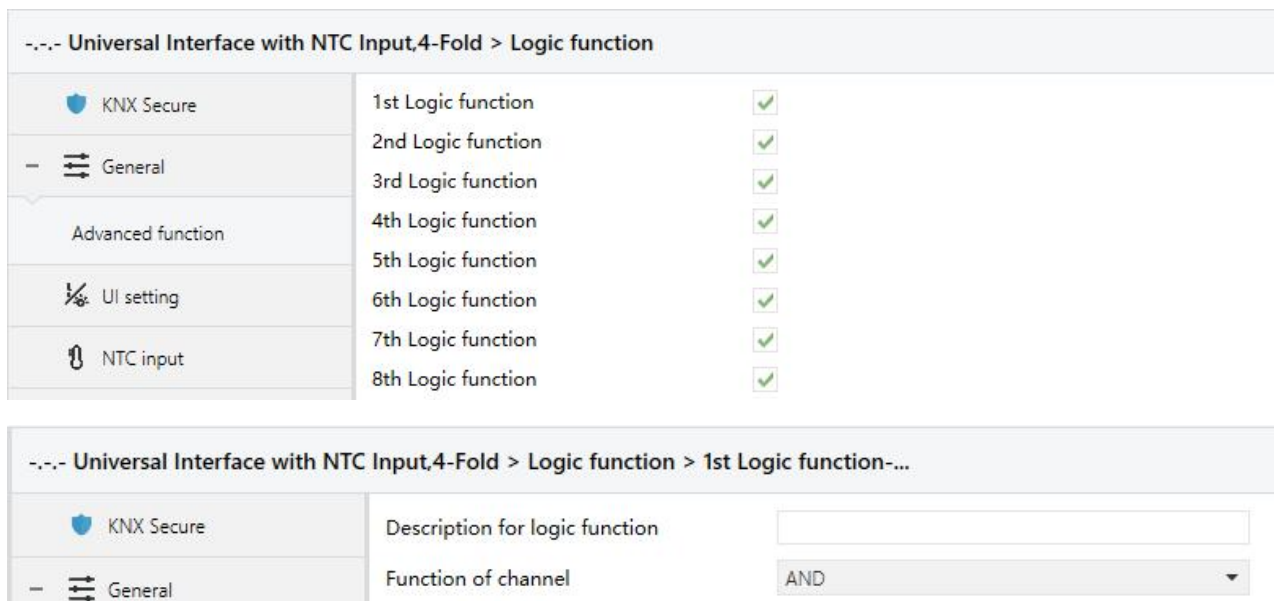 -.-.- Universal Interface with NTC Input,4-Fold > Logic function
KNX Secure
General
Advanced function
UI setting
NTC input
1st Logic function
2nd Logic function
3rd Logic function
4th Logic function
5th Logic function
6th Logic function
7th Logic function
8th Logic function
-.-.- Universal Interface with NTC Input,4-Fold > Logic function > 1st Logic function-...
KNX Secure
General
Description for logic function
Function of channel AND